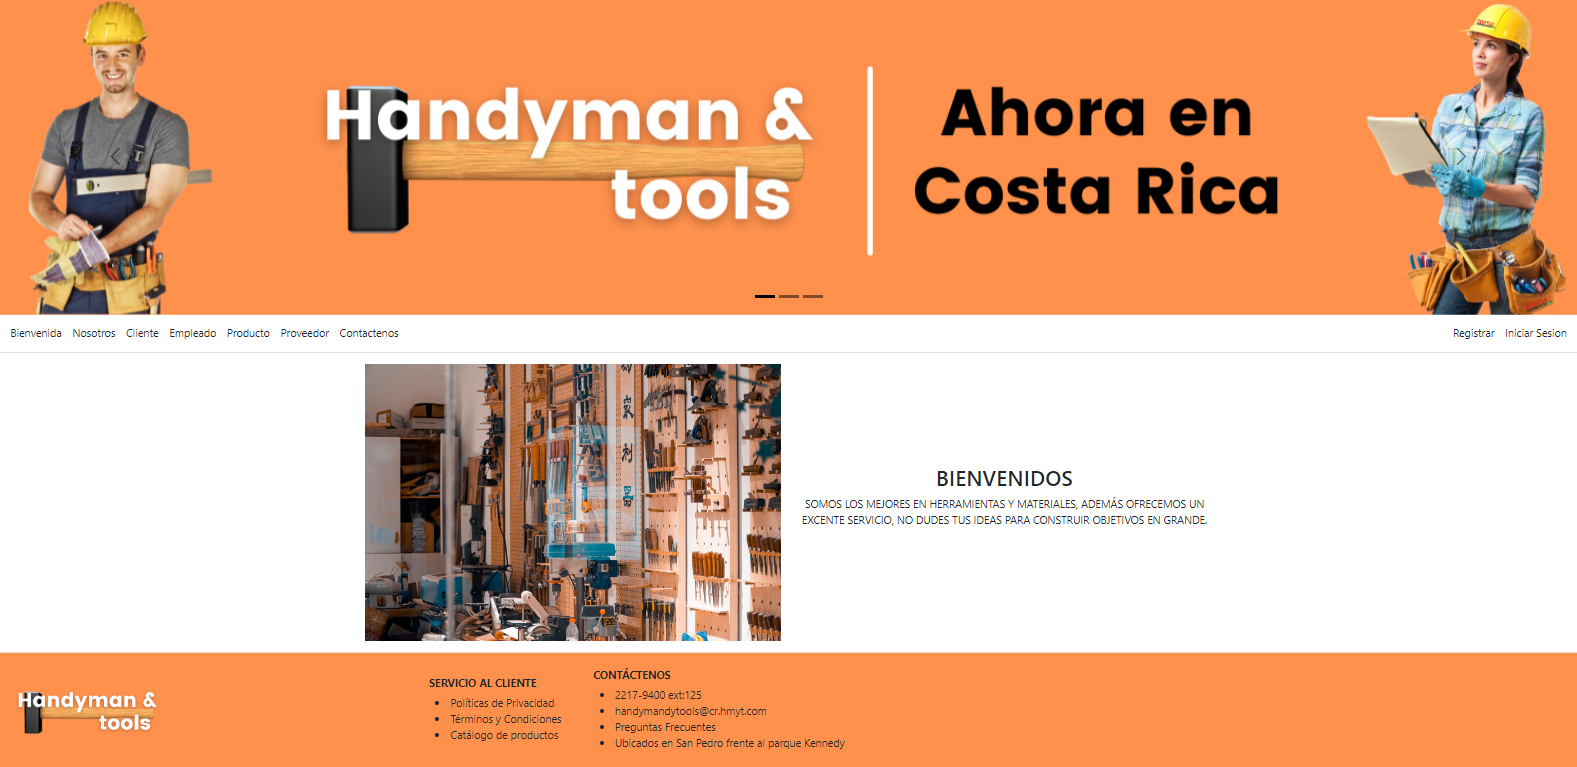 Handyman &
tools
Ahora en
Costa Rica
Bienvenida Nosotros Cliente Empleado Producto Proveedor Contactenos Registrar Iniciar Sesion
BIENVENIDOS
SOMOS LOS MEJORES EN HERRAMIENTAS Y MATERIALES, ADEMÁS OFRECEMOS UN
EXCENTE SERVICIO, NO DUDES TUS IDEAS PARA CONSTRUIR OBJETIVOS EN GRANDE.
Handyman &
tools
SERVICIO AL CLIENTE
Políticas de Privacidad
Términos y Condiciones
Catálogo de productos
CONTÁCTENOS
2217-9400 ext:125
handymandytools@cr.hmyt.com
Preguntas Frecuentes
Ubicados en San Pedro frente al parque Kennedy